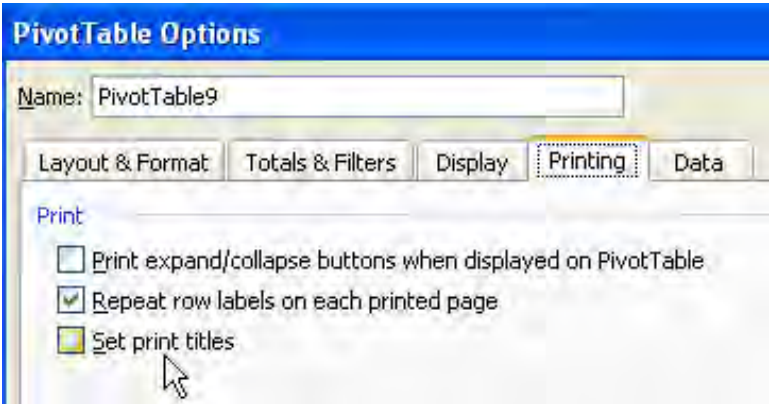 PivotTable Options
Name: PivotTable9
Layout & Format Totals & Filters Display Printing Data
Print
Print expand/collapse buttons when displayed on PivotTable
Repeat row labels on each printed page
Set print titles